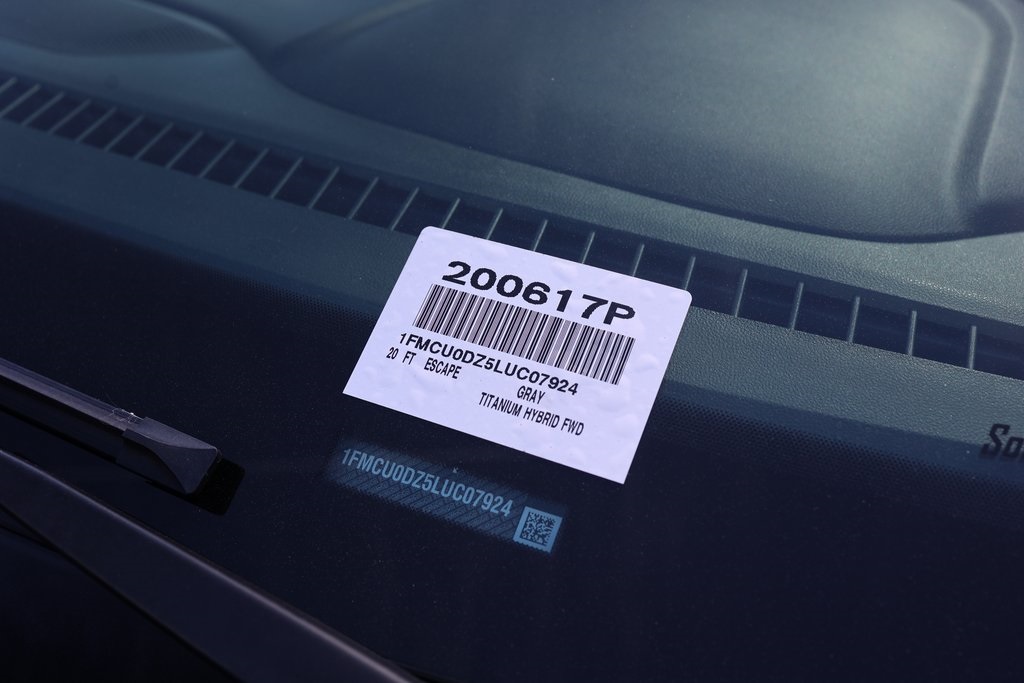 200617P
1FMCU0DZ5LUC07924
20 FT ESCAPE GRAY
TITANIUM HYBRID FWD
1FMCU0DZ5LUC07924